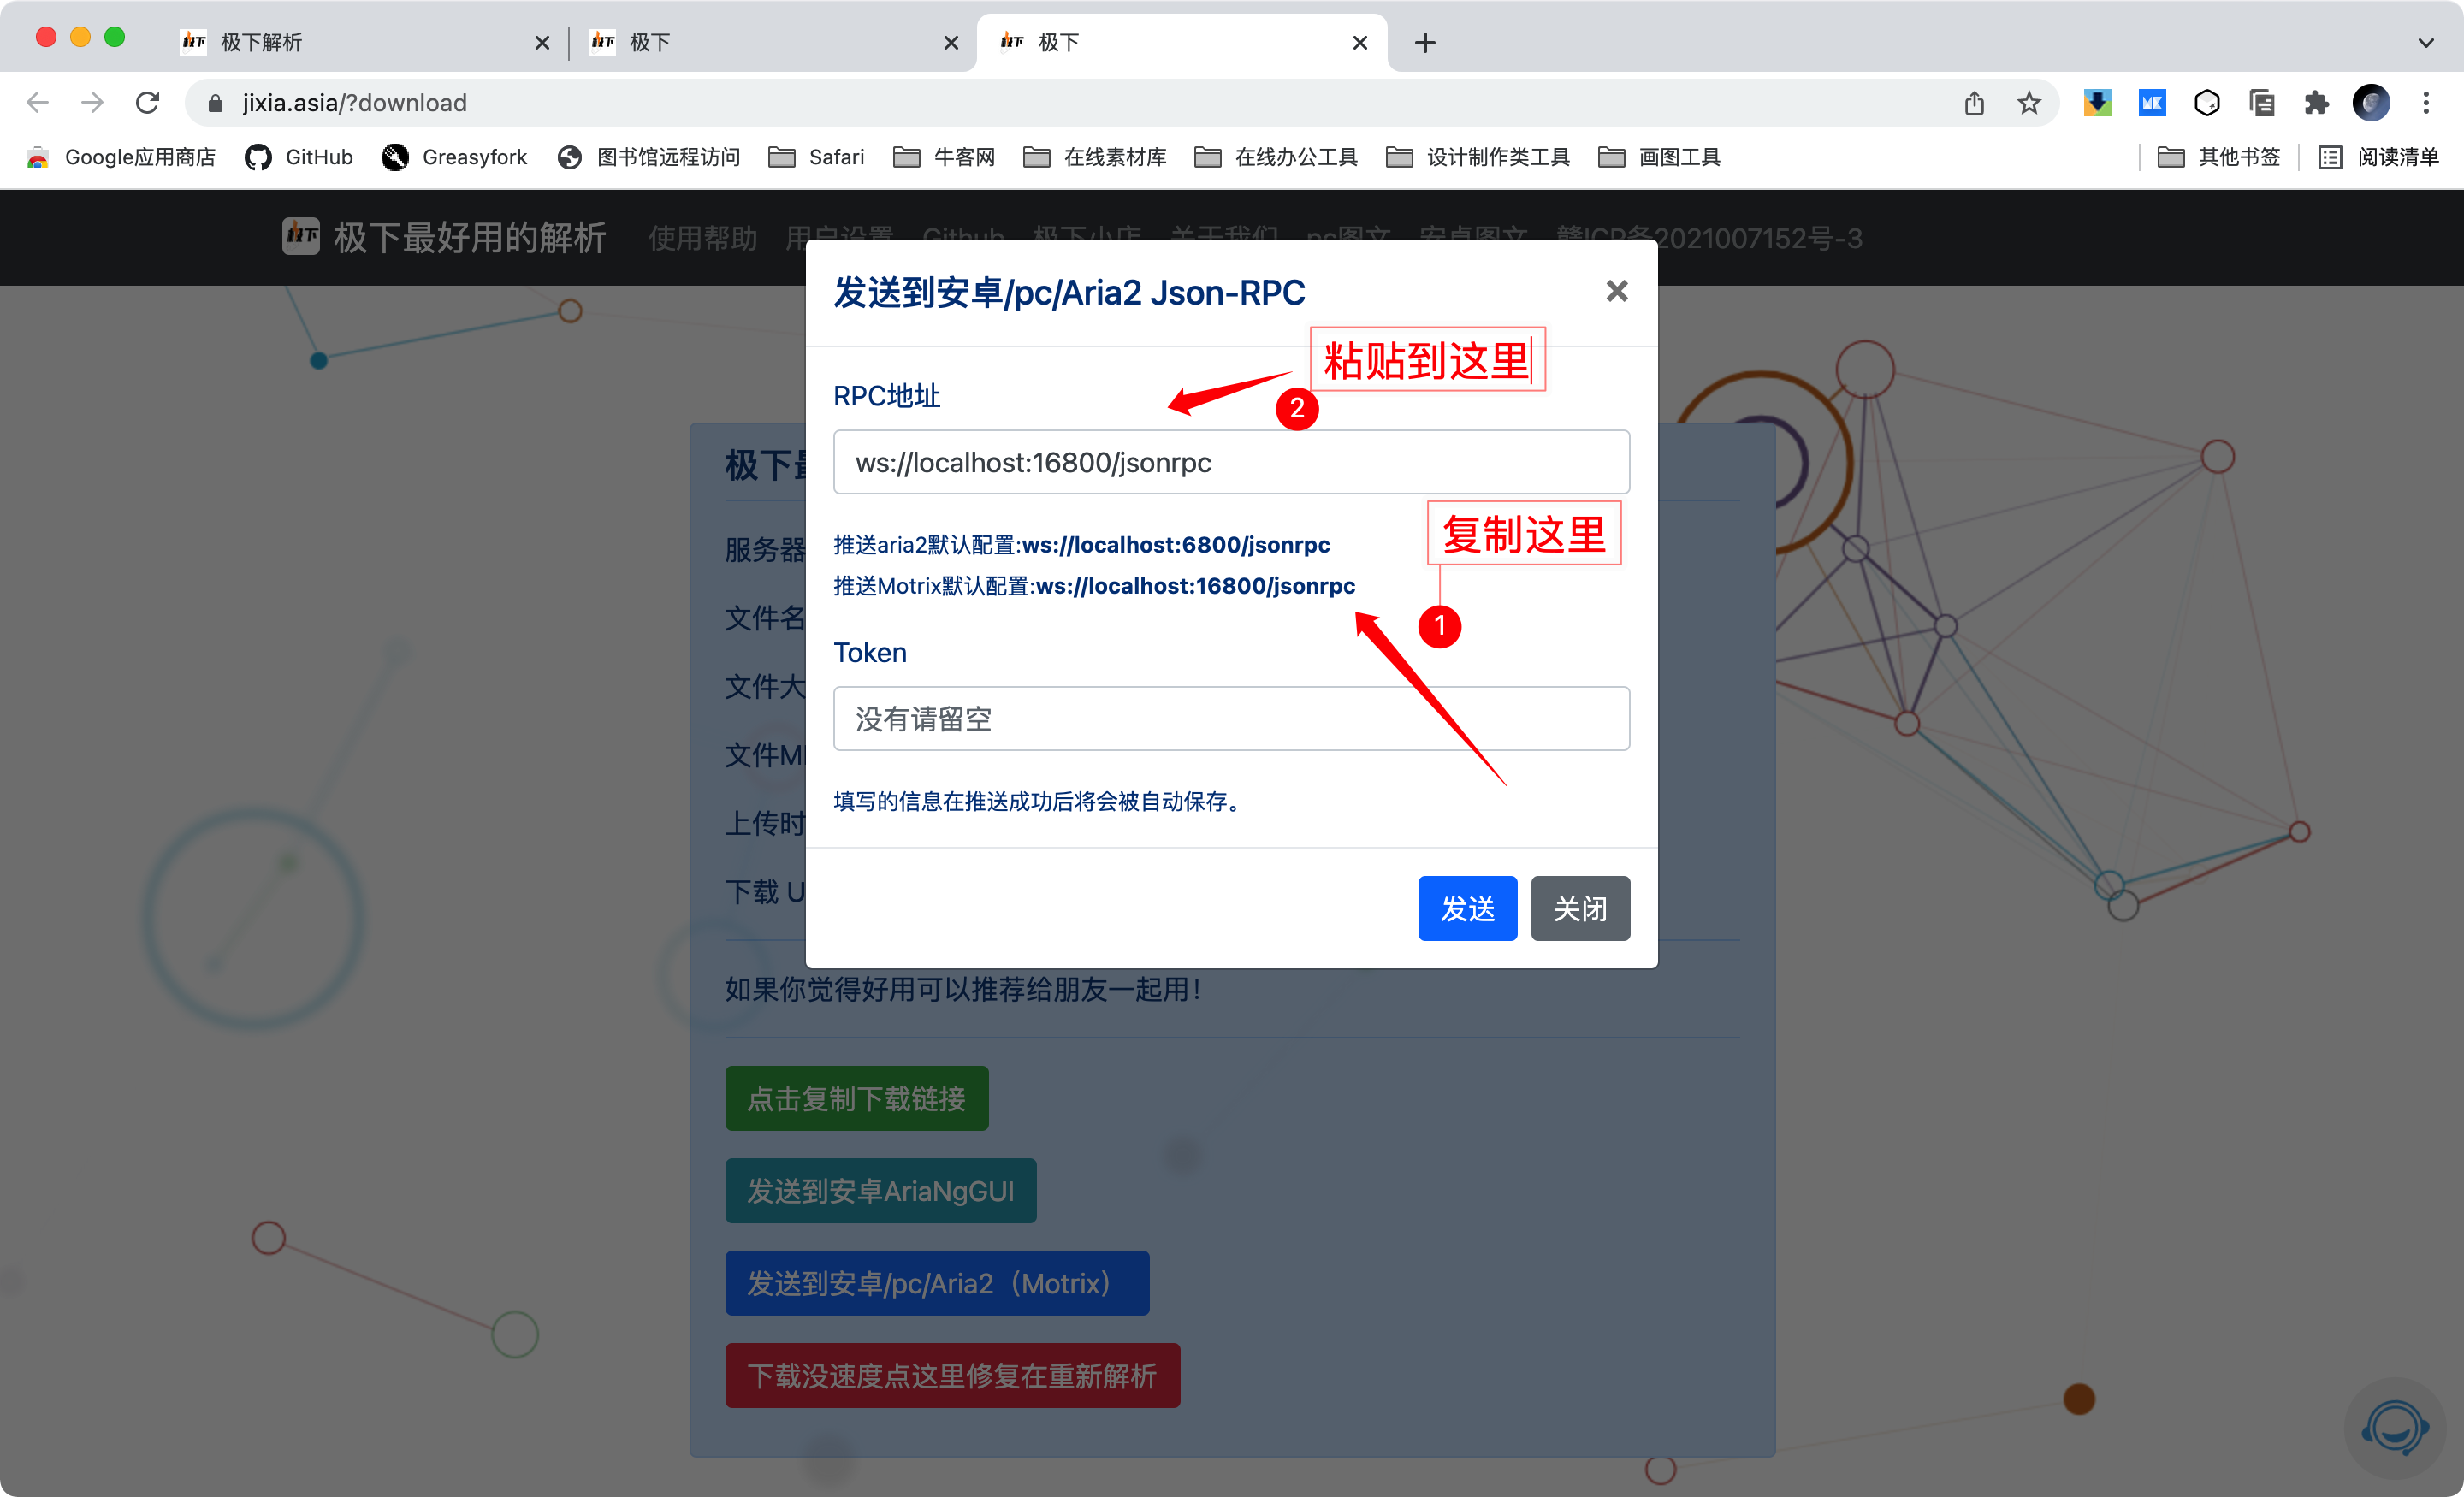 极下解析
极下
极下
jixia.asia/?download
Google应用商店
GitHub
Greasyfork
图书馆远程访问
Safari
牛客网
在线素材库
在线办公工具
设计制作类工具
画图工具
其他书签
阅读清单
极下最好用的解析
使用帮助 用户设置 Github 极下小店 关于我们 pc图文 安卓图文 赣ICP备2021007152号-3
发送到安卓/pc/Aria2 Json-RPC
粘贴到这里
2
RPC地址
ws://localhost:16800/jsonrpc
复制这里
推送aria2默认配置:ws://localhost:6800/jsonrpc
推送Motrix默认配置:ws://localhost:16800/jsonrpc
1
Token
没有请留空
填写的信息在推送成功后将会被自动保存。
发送
关闭
极下
服务器
文件名
文件大
文件M
上传时
下载 U
如果你觉得好用可以推荐给朋友一起用！
点击复制下载链接
发送到安卓AriaNgGUI
发送到安卓/pc/Aria2（Motrix）
下载没速度点这里修复在重新解析